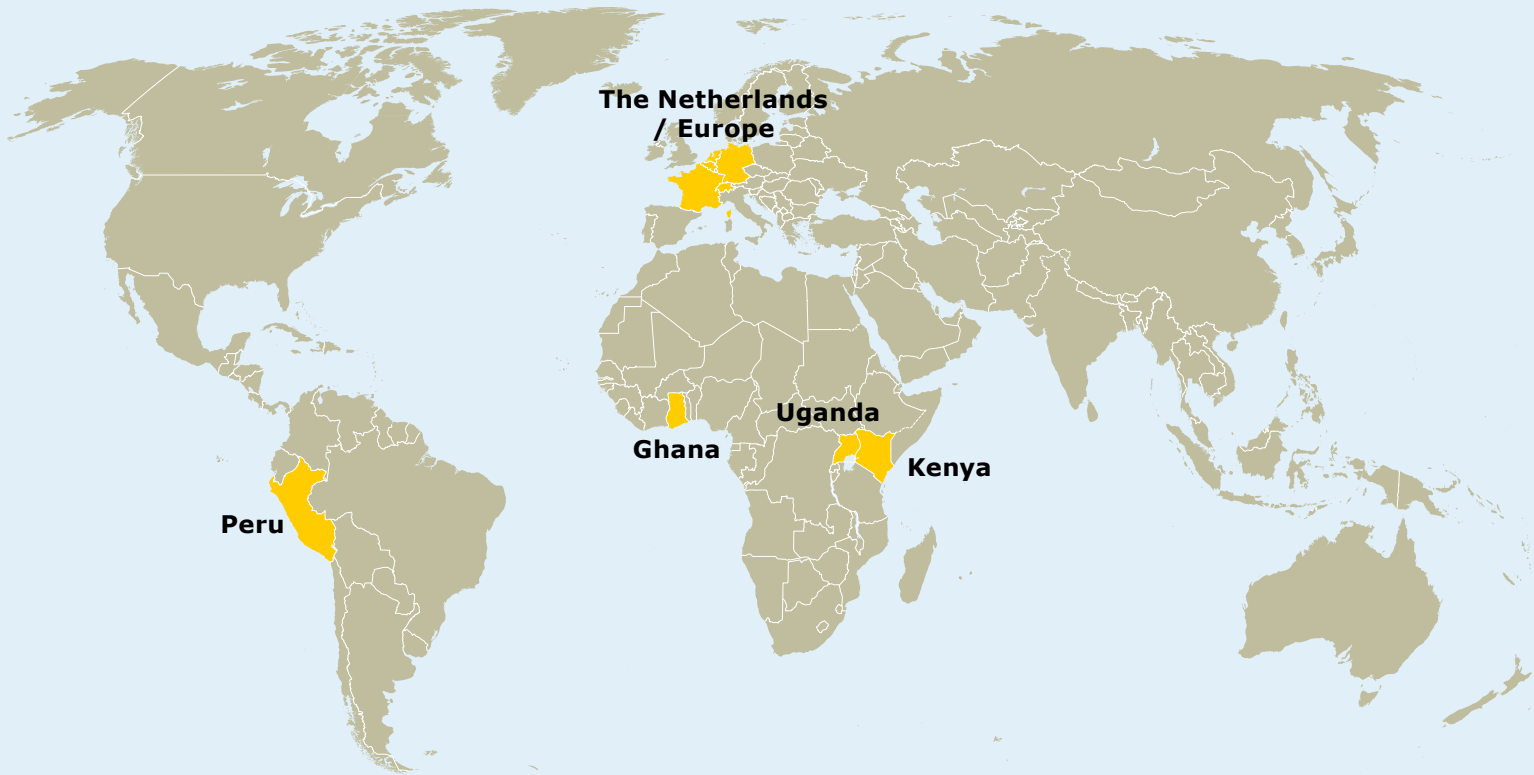 The Netherlands
/ Europe
Uganda
Ghana
Kenya
Peru